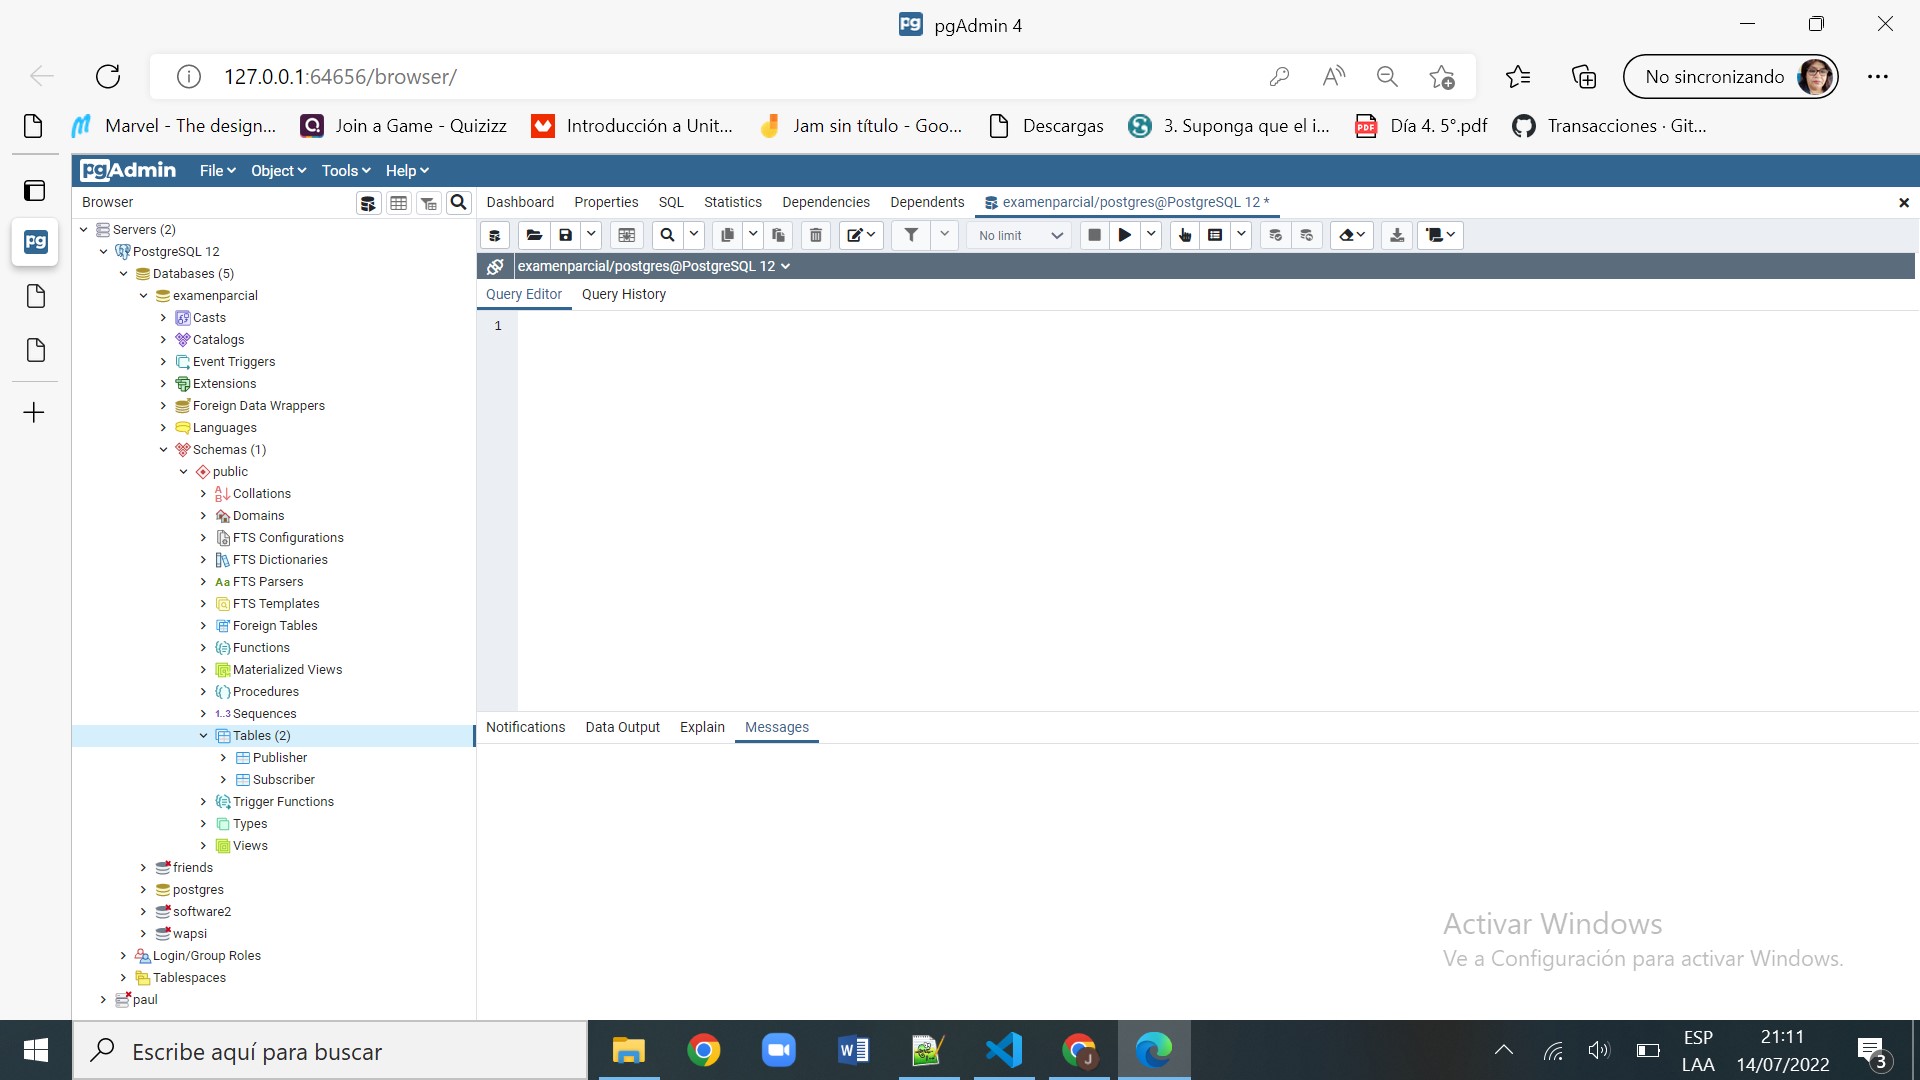 pgAdmin 4
127.0.0.1:64656/browser/
No sincronizando
Marvel - The design...
Join a Game - Quizizz
Introducción a Unit...
Jam sin título - Goo...
Descargas
3. Suponga que el i...
Día 4. 5°.pdf
Transacciones · Git...
pgAdmin
File
Object
Tools
Help
Browser
Dashboard
Properties
SQL
Statistics
Dependencies
Dependents
examenparcial/postgres@PostgreSQL 12 *
No limit
examenparcial/postgres@PostgreSQL 12
Query Editor
Query History
1
Servers (2)
PostgreSQL 12
Databases (5)
examenparcial
Casts
Catalogs
Event Triggers
Extensions
Foreign Data Wrappers
Languages
Schemas (1)
public
Collations
Domains
FTS Configurations
FTS Dictionaries
Aa FTS Parsers
FTS Templates
Foreign Tables
Functions
Materialized Views
Procedures
1..3 Sequences
Tables (2)
Publisher
Subscriber
Trigger Functions
Types
Views
friends
postgres
software2
wapsi
Login/Group Roles
Tablespaces
paul
Notifications
Data Output
Explain
Messages
Activar Windows
Ve a Configuración para activar Windows.
Escribe aquí para buscar
ESP
LAA
21:11
14/07/2022
3